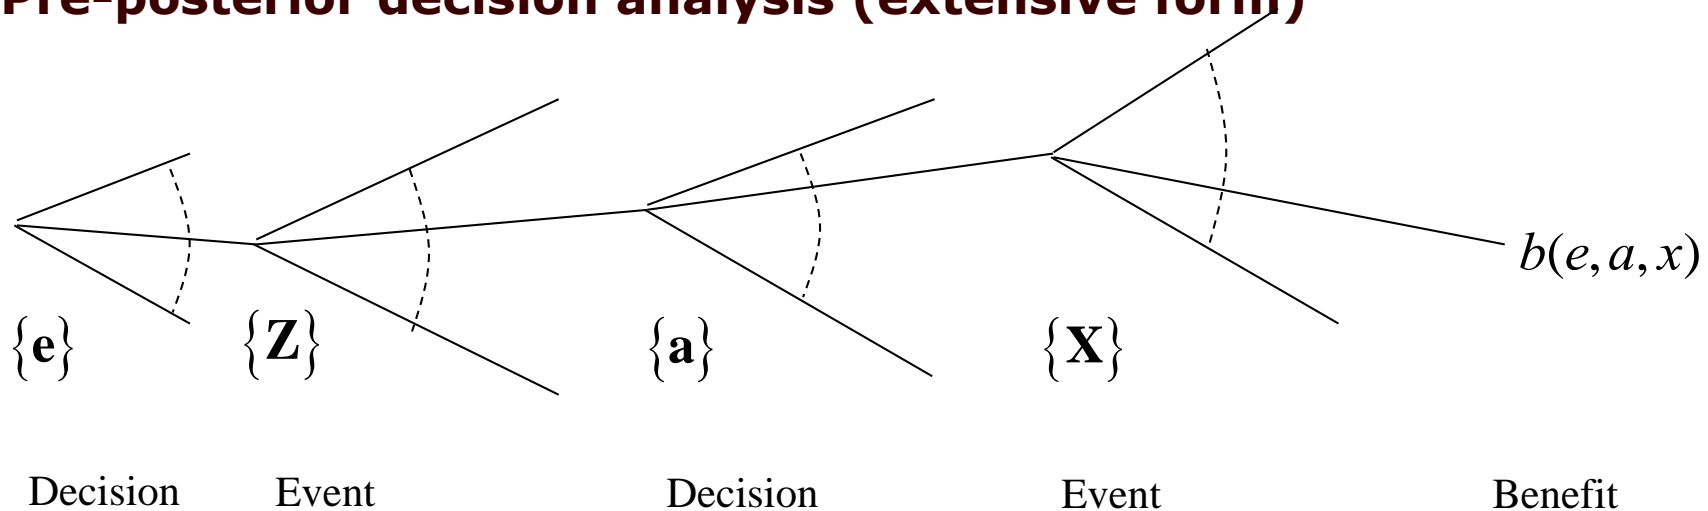 Pre-posterior decision analysis (extensive form)
b(e, a, x)
{e} {Z} {a} {X}
Decision Event Decision Event Benefit